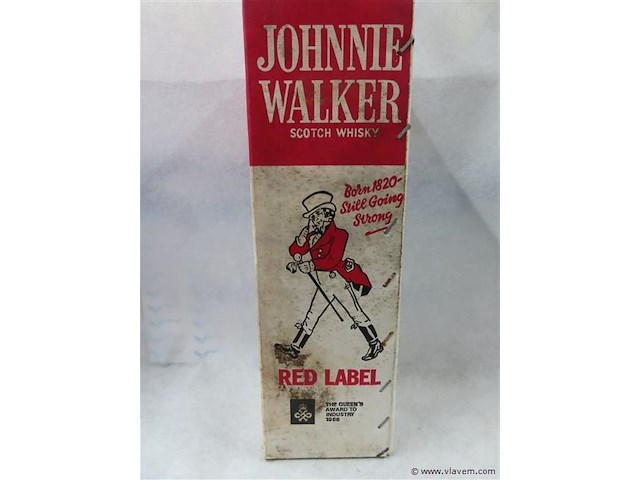 JOHNNIE
WALKER
SCOTCH WHISKY
Born 1820-
Still Going
Strong
RED LABEL
THE QUEEN'S
AWARD TO
INDUSTRY
1966
© www.vlavem.com